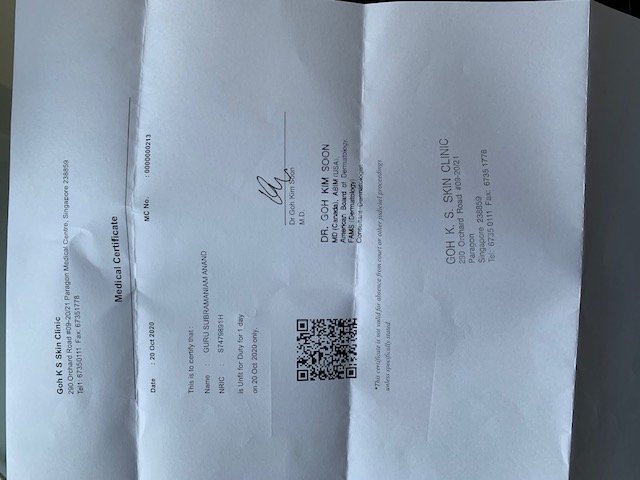 Goh K S Skin Clinic
290 Orchard Road #09-20/21 Paragon Medical Centre, Singapore 238859
Tel1: 67350111 Fax: 67351778
Medical Certificate
Date : 20 Oct 2020 MC No. : 0000000213
This is to certify that :
Name : GURU SUBRAMANIAM ANAND
NRIC : S7479891H
is Unfit for Duty for 1 day
on 20 Oct 2020 only.
Dr Goh Kim Soon
M.D.
DR. GOH KIM SOON
MD (Canada), ABIM (USA),
American Board of Dermatology,
FAMS (Dermatology)
Consultant Dermatologist
*This certificate is not valid for absence from court or other judicial proceedings
unless specifically stated.
GOH K. S. SKIN CLINIC
290 Orchard Road #09-20/21
Paragon
Singapore 238859
Tel: 6735 0111 Fax: 6735 1778